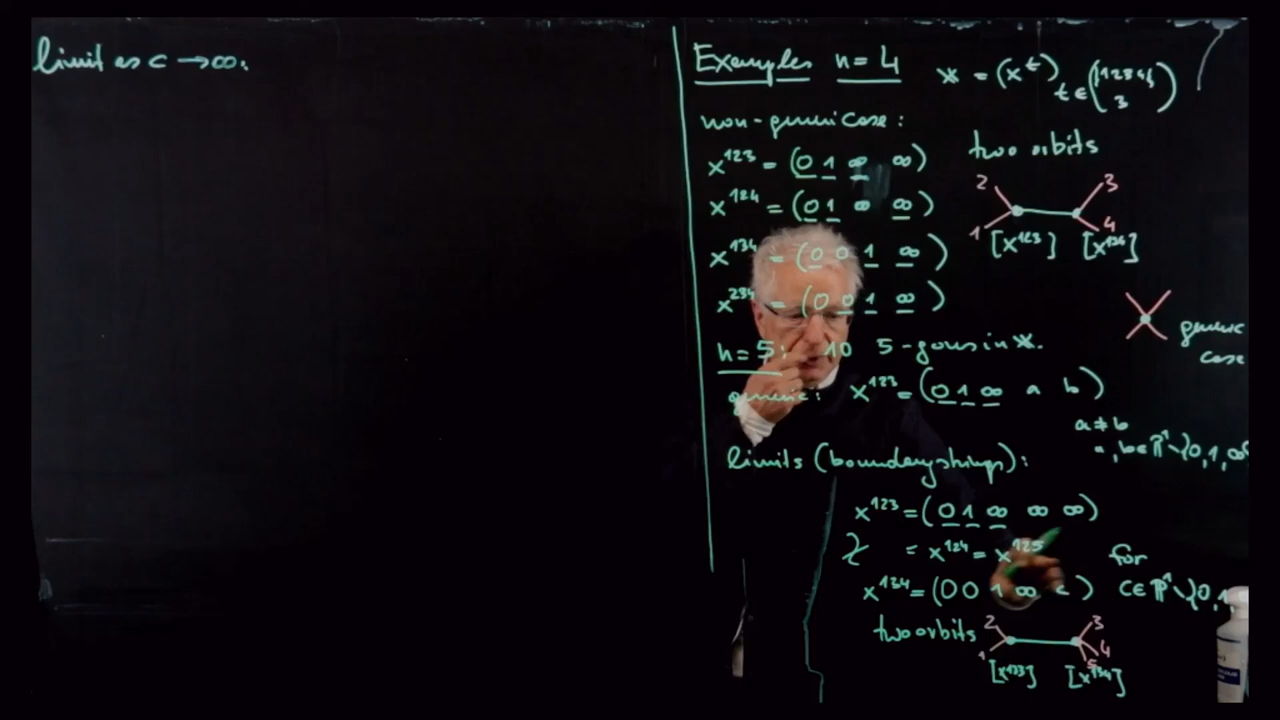 limit as c → ∞:
Examples n = 4
𝕏 = (x^t)_{t ∈ \binom{\{1234\}}{3}}
non-generic case:
x^{123} = (0 1 ∞ ∞)
two orbits
x^{124} = (0 1 ∞ ∞)
2 3
1 4
[x^{123}] [x^{134}]
x^{134} = (0 0 1 ∞)
x^{234} = (0 0 1 ∞)
generic
case
n = 5: 10 5-gons in 𝕏.
generic: x^{123} = (0 1 ∞ a b)
a ≠ b
a, b ∈ ℙ^1 \ {0, 1, ∞
limits (boundary strings):
x^{123} = (0 1 ∞ ∞ ∞)
= x^{124} = x^{125}
for
x^{134} = (0 0 1 ∞ c) c ∈ ℙ^1 \ {0, 1
two orbits
2 3
1 4
5
[x^{123}] [x^{134}]